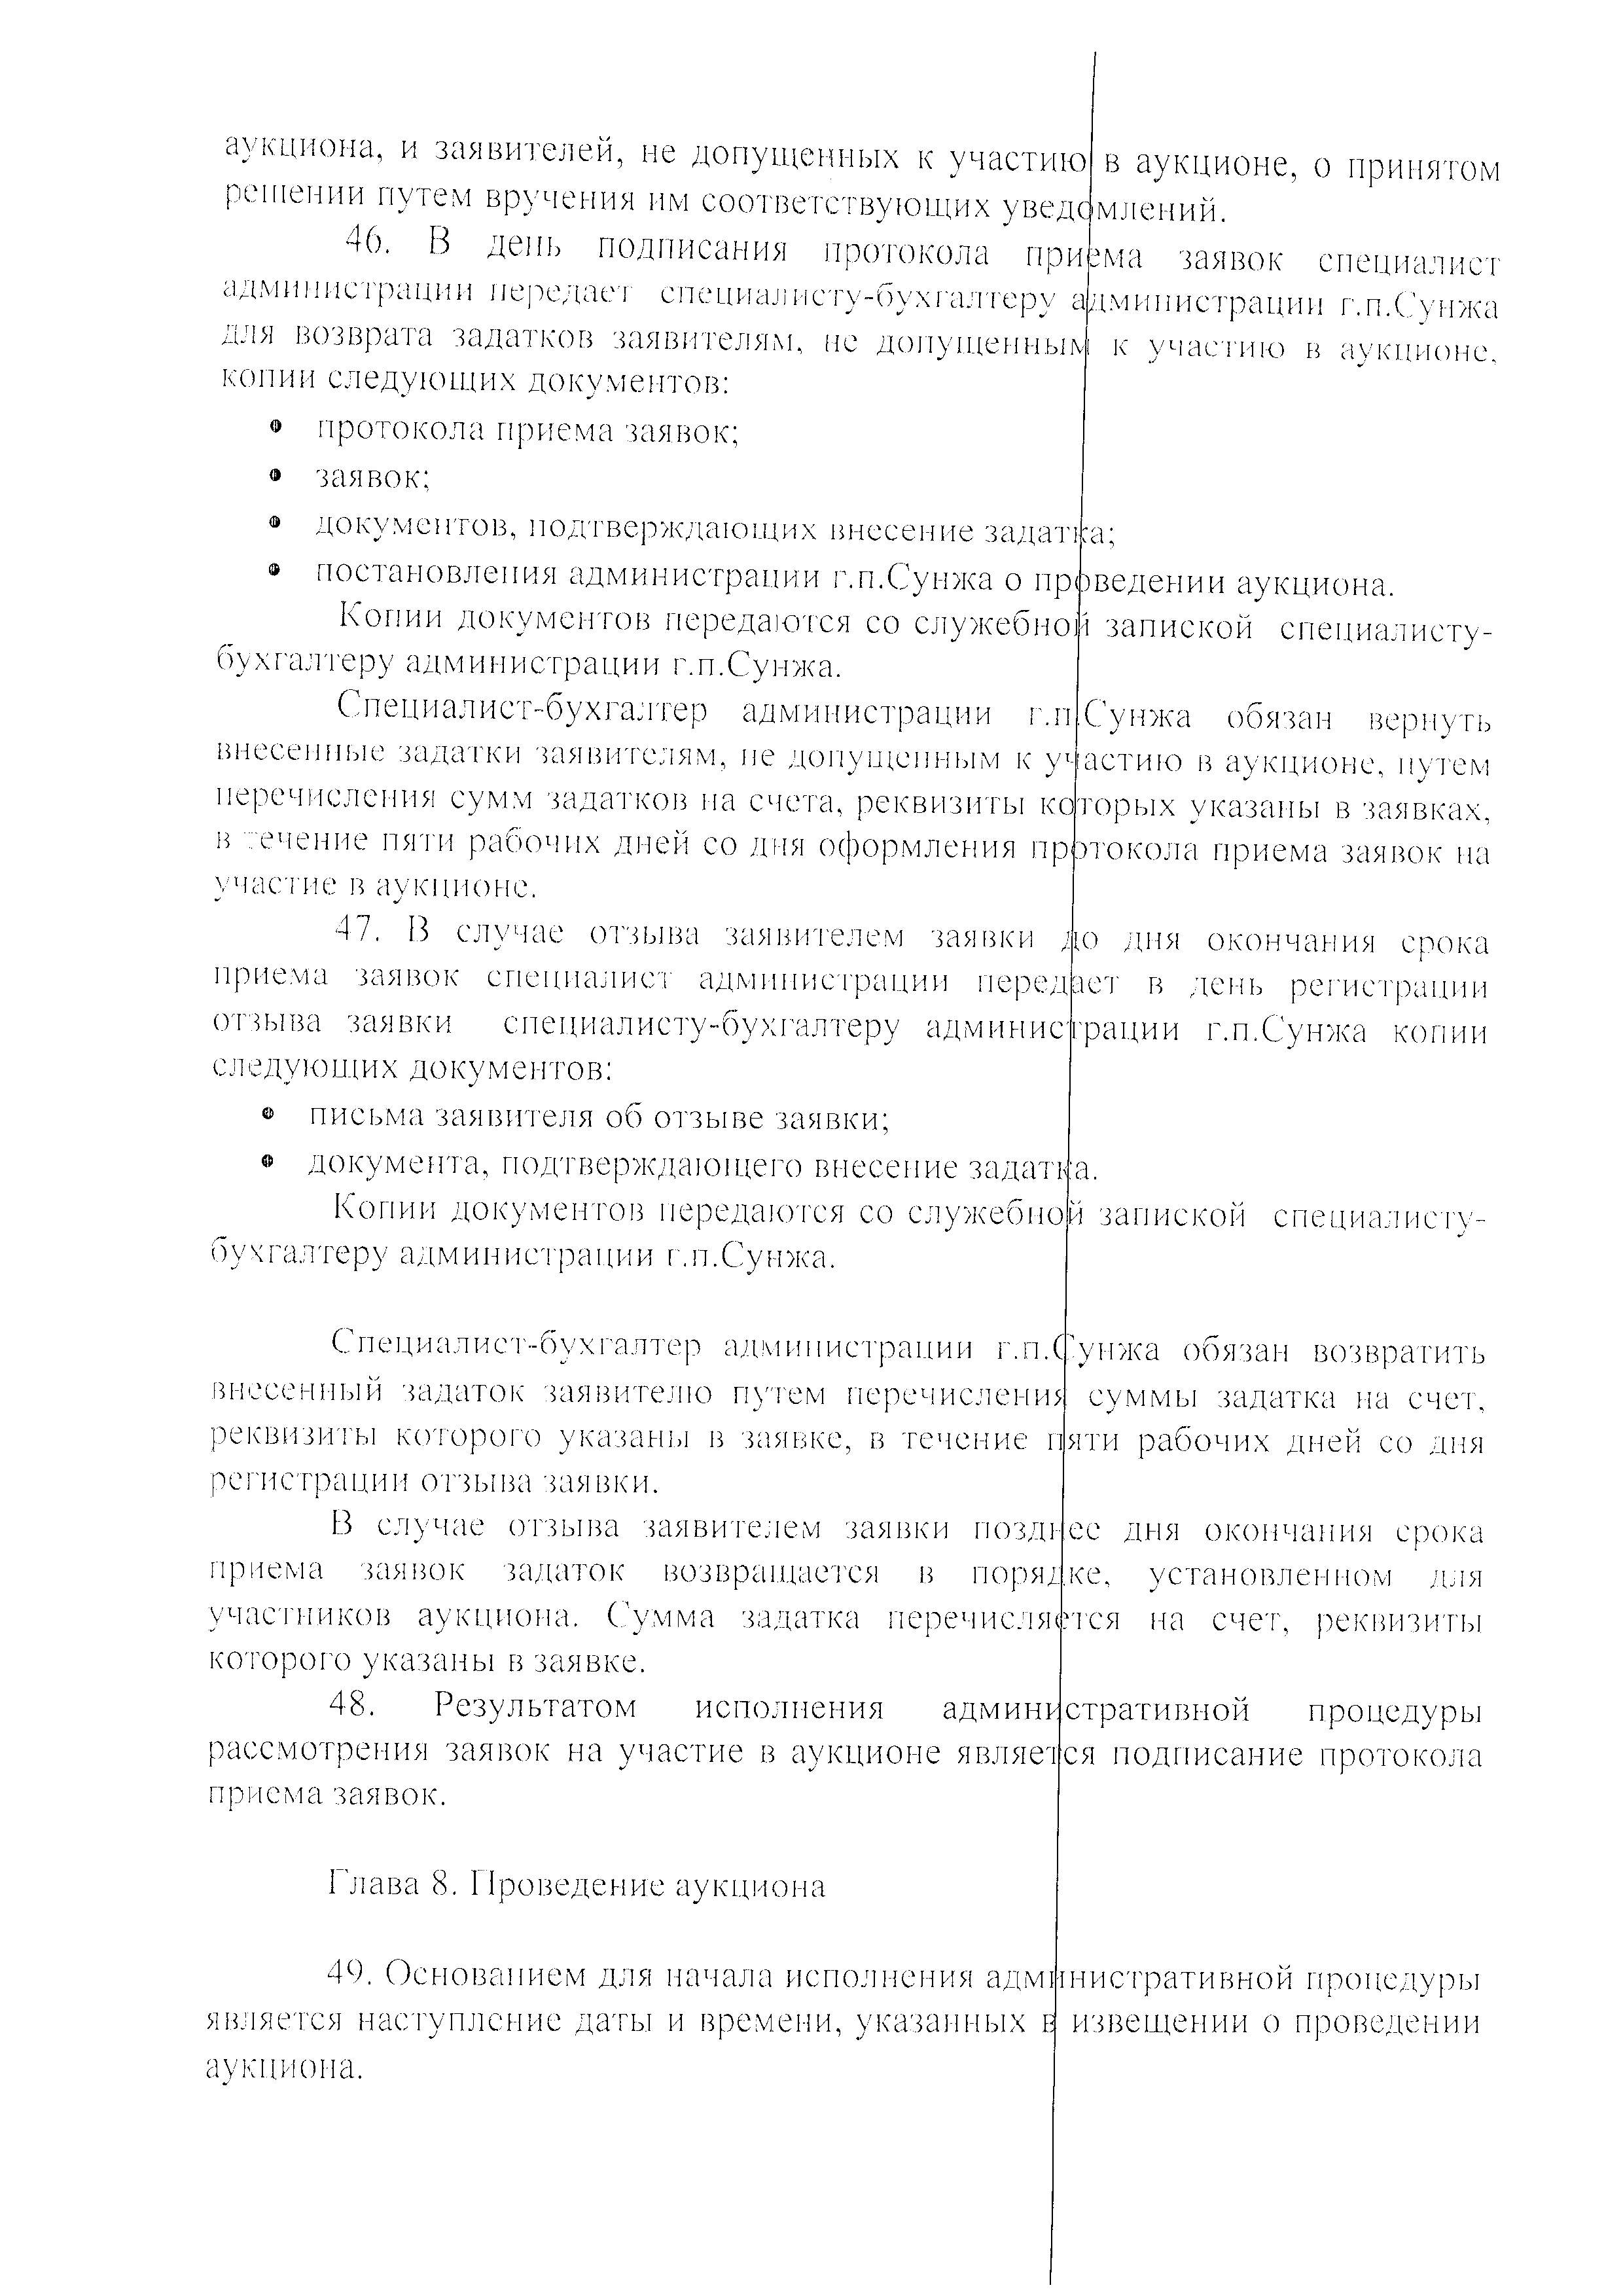 аукциона, и заявителей, не допущенных к участию в аукционе, о принятом
решении путем вручения им соответствующих уведомлений.
46. В день подписания протокола приема заявок специалист
администрации передает специалисту-бухгалтеру администрации г.п.Сунжа
для возврата задатков заявителям, не допущенным к участию в аукционе,
копии следующих документов:
• протокола приема заявок;
• заявок;
• документов, подтверждающих внесение задатка;
• постановления администрации г.п.Сунжа о проведении аукциона.
Копии документов передаются со служебной запиской специалисту-
бухгалтеру администрации г.п.Сунжа.
Специалист-бухгалтер администрации г.п.Сунжа обязан вернуть
внесенные задатки заявителям, не допущенным к участию в аукционе, путем
перечисления сумм задатков на счета, реквизиты которых указаны в заявках,
в течение пяти рабочих дней со дня оформления протокола приема заявок на
участие в аукционе.
47. В случае отзыва заявителем заявки до дня окончания срока
приема заявок специалист администрации передает в день регистрации
отзыва заявки специалисту-бухгалтеру администрации г.п.Сунжа копии
следующих документов:
• письма заявителя об отзыве заявки;
• документа, подтверждающего внесение задатка.
Копии документов передаются со служебной запиской специалисту-
бухгалтеру администрации г.п.Сунжа.
Специалист-бухгалтер администрации г.п.Сунжа обязан возвратить
внесенный задаток заявителю путем перечисления суммы задатка на счет,
реквизиты которого указаны в заявке, в течение пяти рабочих дней со дня
регистрации отзыва заявки.
В случае отзыва заявителем заявки позднее дня окончания срока
приема заявок задаток возвращается в порядке, установленном для
участников аукциона. Сумма задатка перечисляется на счет, реквизиты
которого указаны в заявке.
48. Результатом исполнения административной процедуры
рассмотрения заявок на участие в аукционе является подписание протокола
приема заявок.
Глава 8. Проведение аукциона
49. Основанием для начала исполнения административной процедуры
является наступление даты и времени, указанных в извещении о проведении
аукциона.